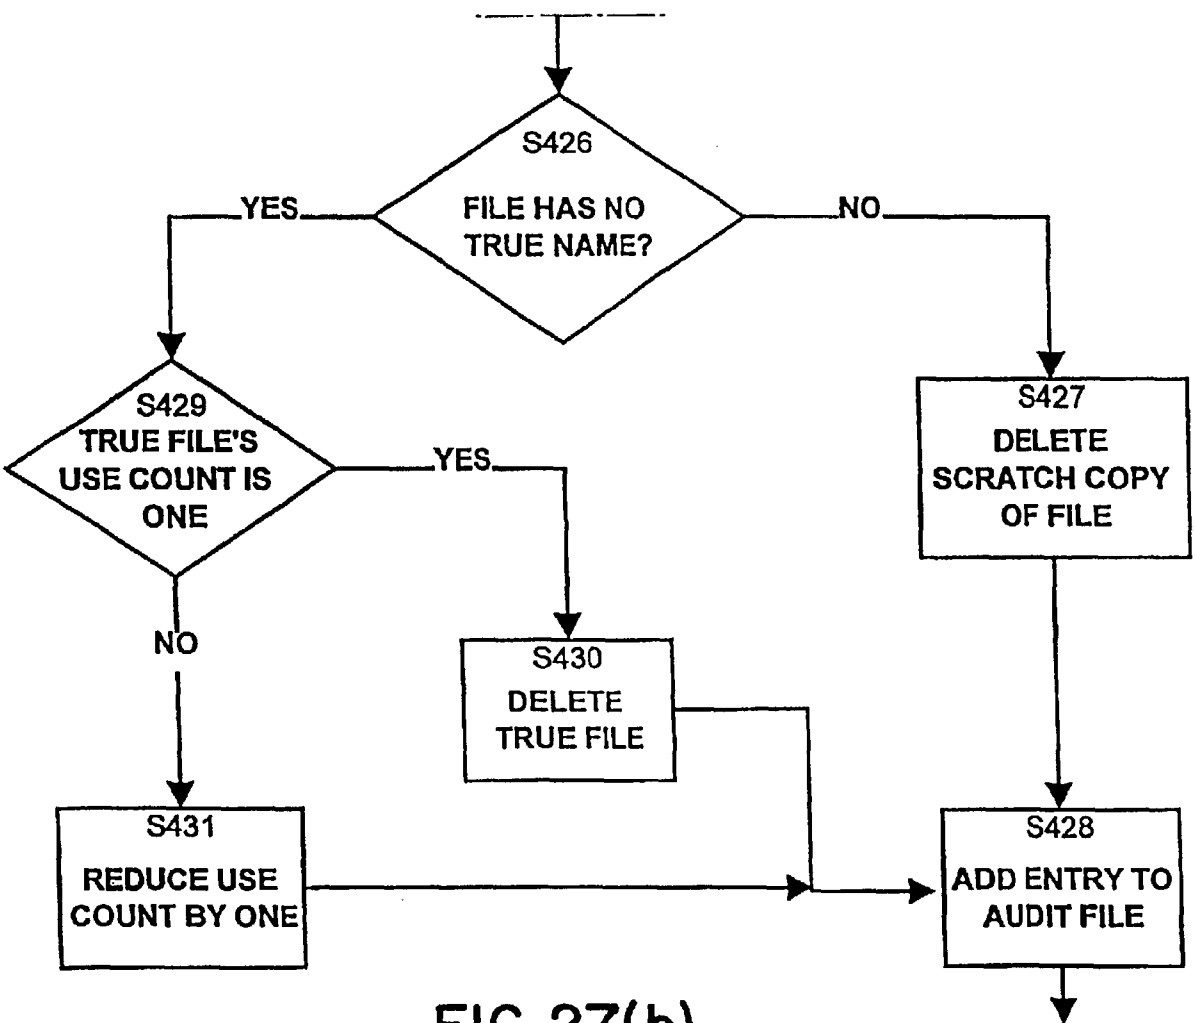 S426
FILE HAS NO
TRUE NAME?
YES
NO
S429
TRUE FILE'S
USE COUNT IS
ONE
YES
NO
S427
DELETE
SCRATCH COPY
OF FILE
S430
DELETE
TRUE FILE
S431
REDUCE USE
COUNT BY ONE
S428
ADD ENTRY TO
AUDIT FILE
FIG. 27(b)